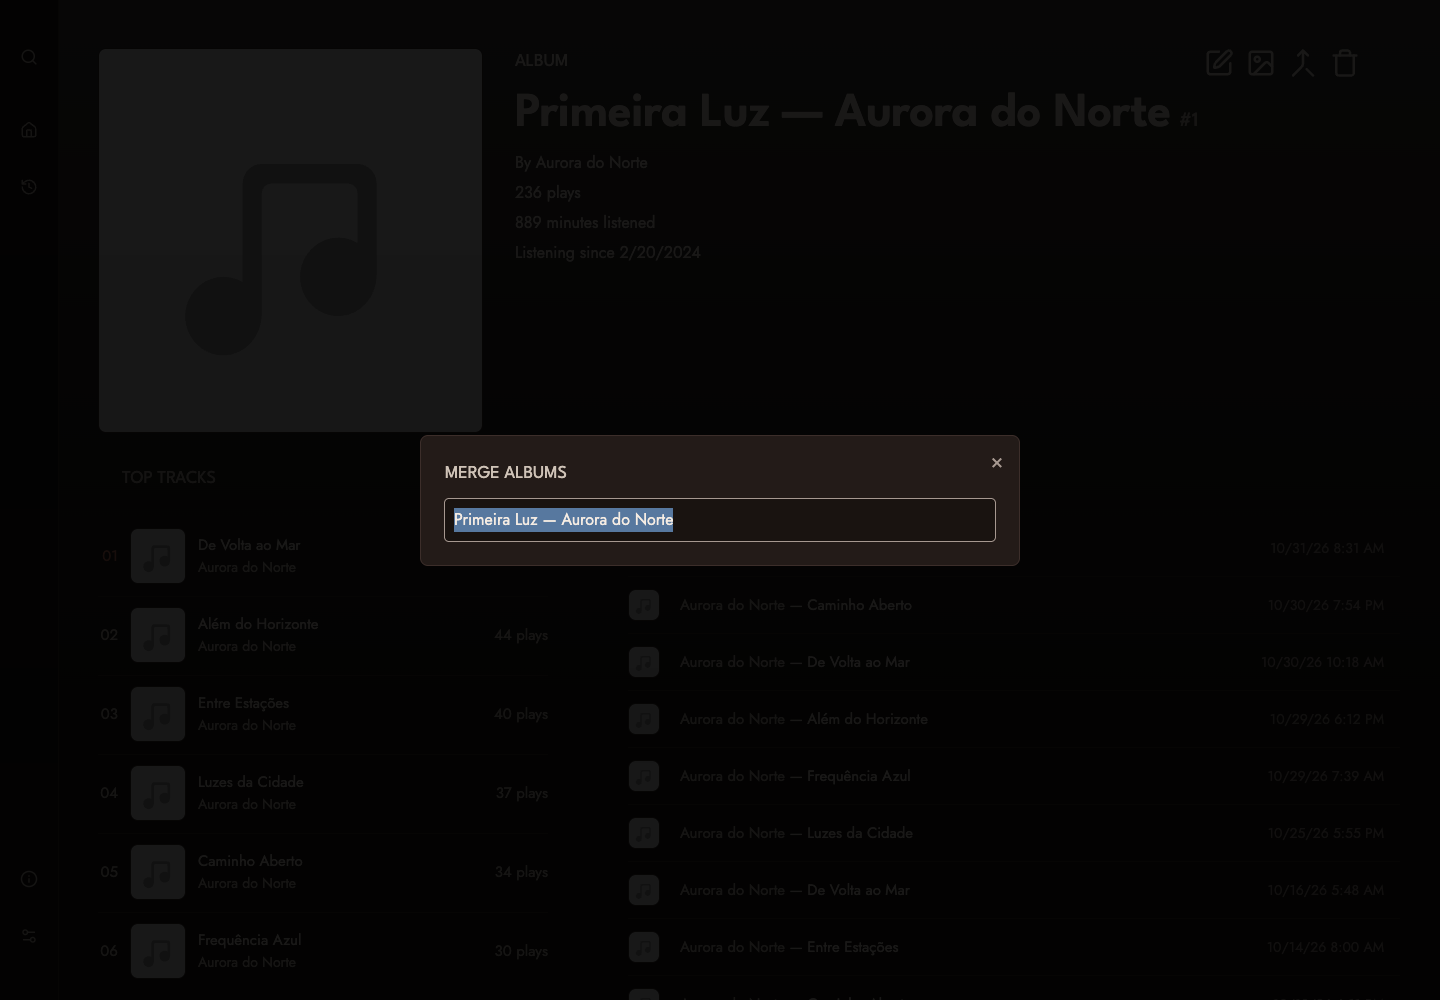 ALBUM
Primeira Luz — Aurora do Norte #1
By Aurora do Norte
236 plays
889 minutes listened
Listening since 2/20/2024
MERGE ALBUMS
Primeira Luz — Aurora do Norte
TOP TRACKS
01 De Volta ao Mar
Aurora do Norte
02 Além do Horizonte
Aurora do Norte
44 plays
03 Entre Estações
Aurora do Norte
40 plays
04 Luzes da Cidade
Aurora do Norte
37 plays
05 Caminho Aberto
Aurora do Norte
34 plays
06 Frequência Azul
Aurora do Norte
30 plays
10/31/26 8:31 AM
Aurora do Norte — Caminho Aberto 10/30/26 7:54 PM
Aurora do Norte — De Volta ao Mar 10/30/26 10:18 AM
Aurora do Norte — Além do Horizonte 10/29/26 6:12 PM
Aurora do Norte — Frequência Azul 10/29/26 7:39 AM
Aurora do Norte — Luzes da Cidade 10/25/26 5:55 PM
Aurora do Norte — De Volta ao Mar 10/16/26 5:48 AM
Aurora do Norte — Entre Estações 10/14/26 8:00 AM